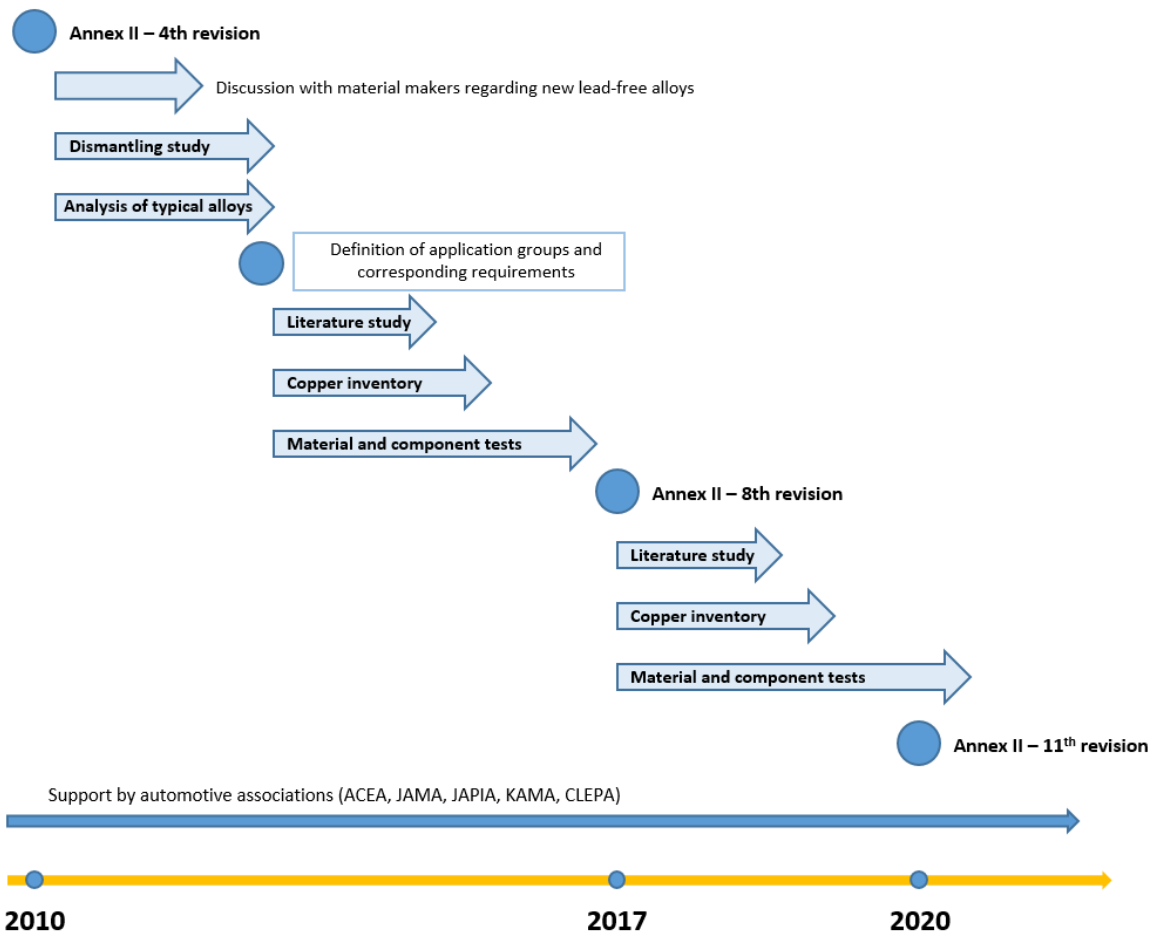 Annex II – 4th revision
Discussion with material makers regarding new lead-free alloys
Dismantling study
Analysis of typical alloys
Definition of application groups and
corresponding requirements
Literature study
Copper inventory
Material and component tests
Annex II – 8th revision
Literature study
Copper inventory
Material and component tests
Annex II – 11th revision
Support by automotive associations (ACEA, JAMA, JAPIA, KAMA, CLEPA)
2010 2017 2020